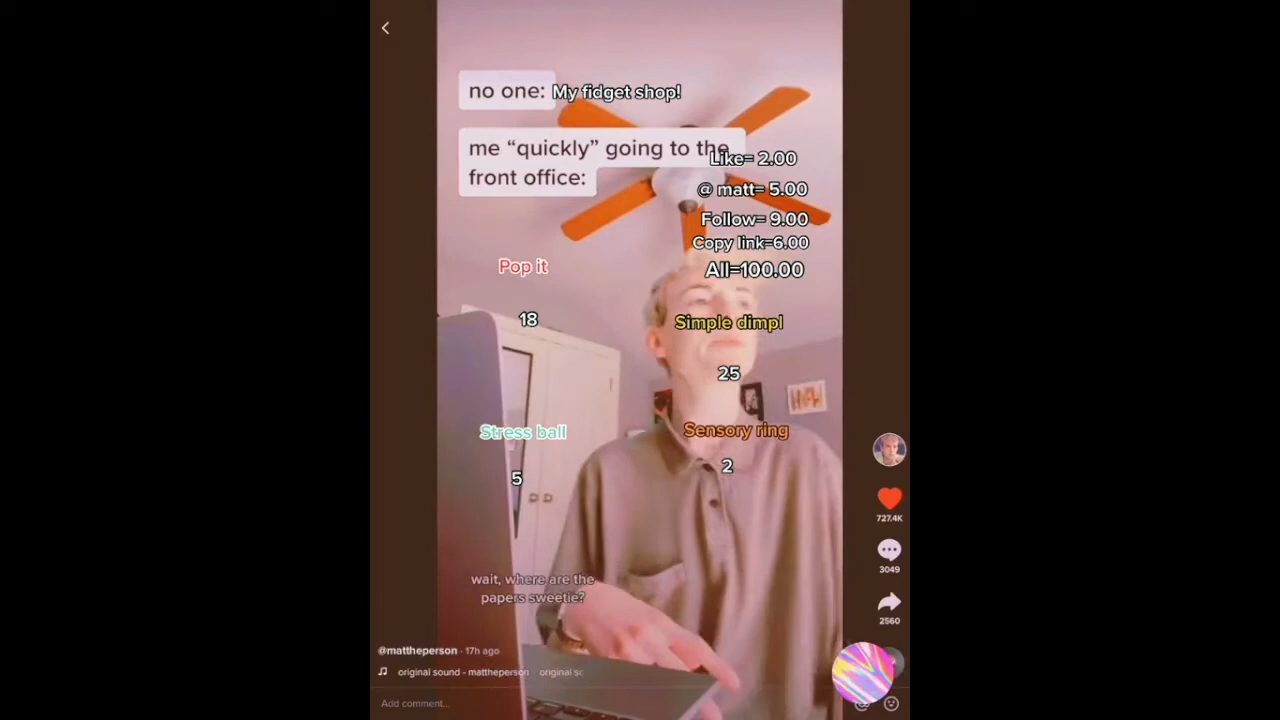 no one:
My fidget shop!
me “quickly” going to the
front office:
Like= 2.00
@ matt= 5.00
Follow= 9.00
Copy link=6.00
All=100.00
Pop it
18
Simple dimpl
25
Stress ball
5
Sensory ring
2
727.4K
3049
2560
wait, where are the
papers sweetie?
@mattheperson · 17h ago
original sound - mattheperson original so
Add comment...